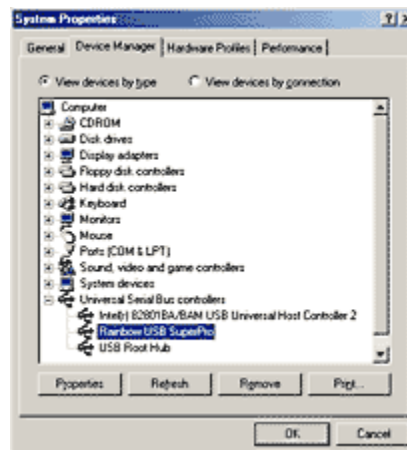 System Properties
General Device Manager Hardware Profiles Performance
View devices by type View devices by connection
Computer
CDROM
Disk drives
Display adapters
Floppy disk controllers
Hard disk controllers
Keyboard
Monitors
Mouse
Ports (COM & LPT)
Sound, video and game controllers
System devices
Universal Serial Bus controllers
Intel(r) 82801BA/BAM USB Universal Host Controller 2
Rainbow USB SuperPro
USB Root Hub
Properties Refresh Remove Print...
OK Cancel